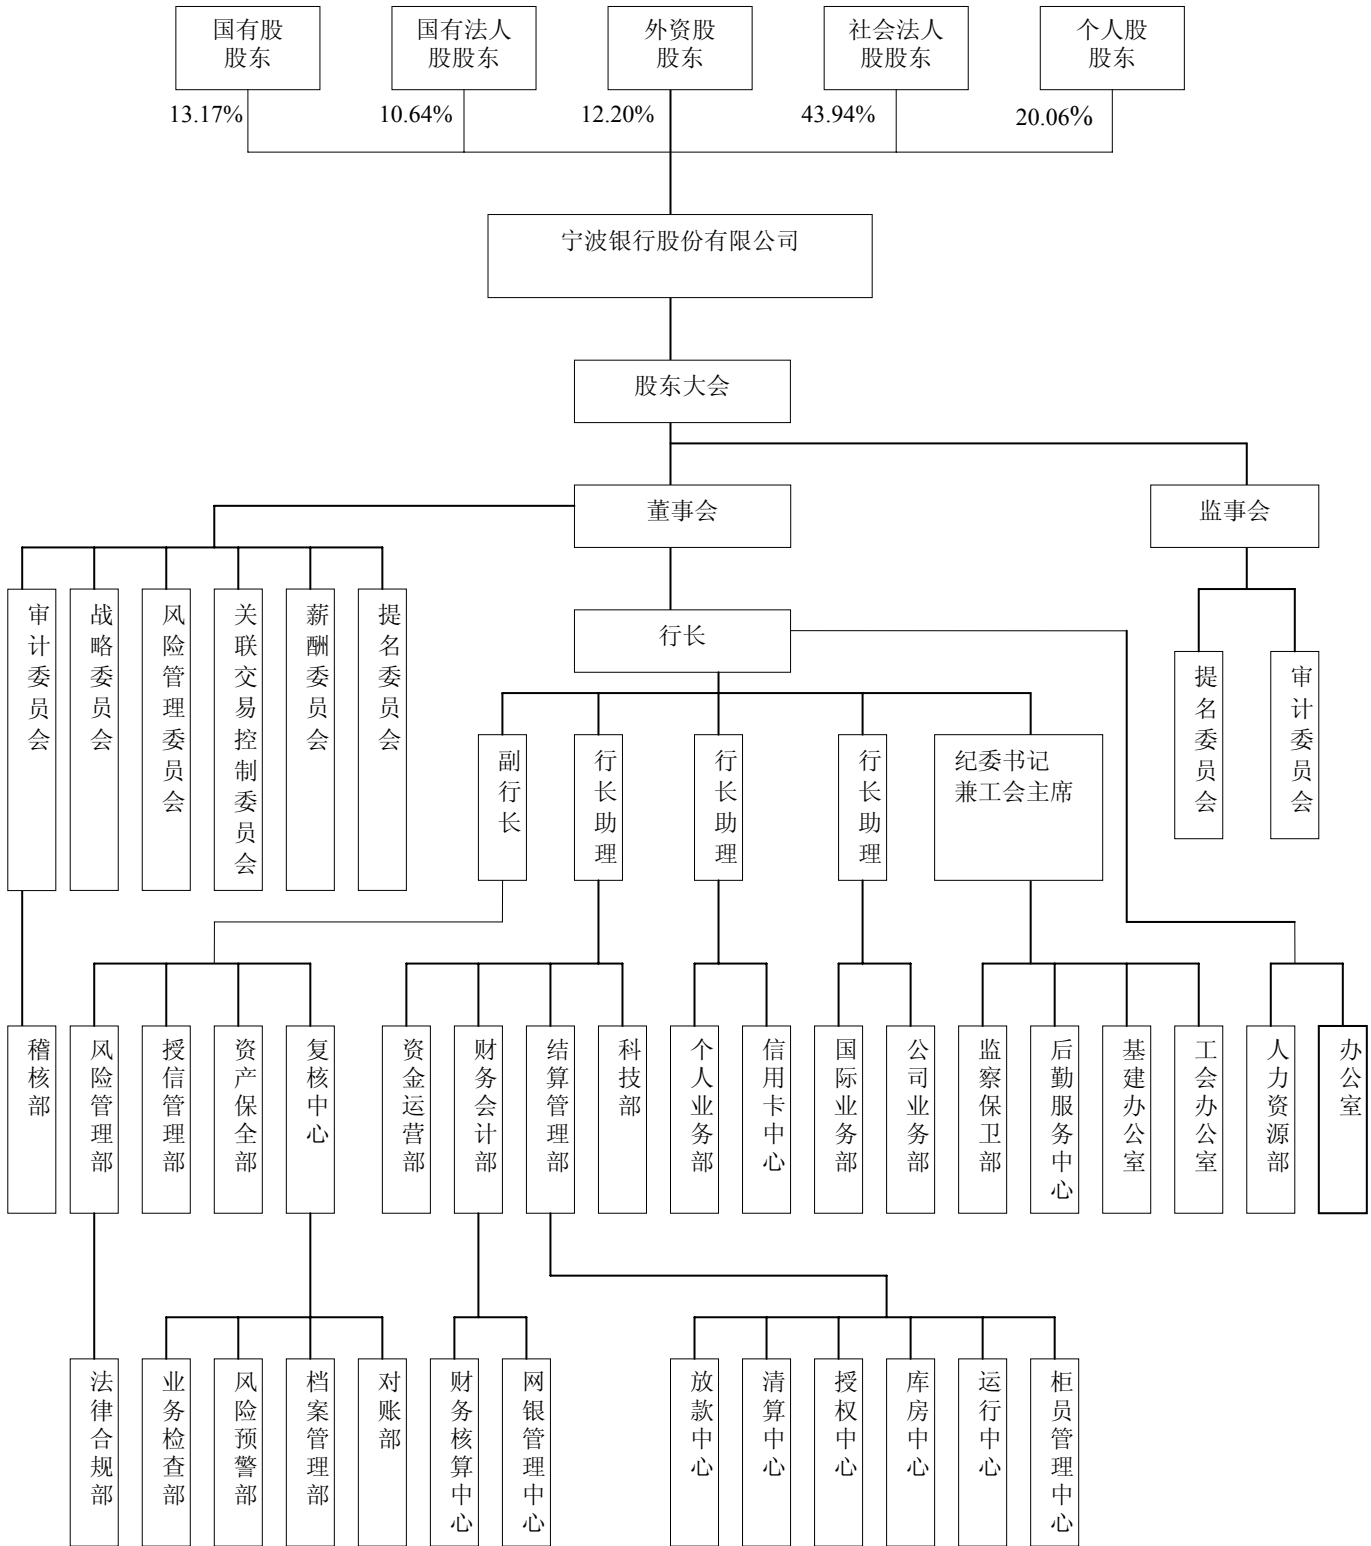 国有股
股东
国有法人
股股东
外资股
股东
社会法人
股股东
个人股
股东
13.17%
10.64%
12.20%
43.94%
20.06%
宁波银行股份有限公司
股东大会
董事会
监事会
行长
审计委员会
战略委员会
风险管理委员会
关联交易控制委员会
薪酬委员会
提名委员会
提名委员会
审计委员会
副行长
行长助理
行长助理
行长助理
纪委书记
兼工会主席
稽核部
风险管理部
授信管理部
资产保全部
复核中心
资金运营部
财务会计部
结算管理部
科技部
个人业务部
信用卡中心
国际业务部
公司业务部
监察保卫部
后勤服务中心
基建办公室
工会办公室
人力资源部
办公室
法律合规部
业务检查部
风险预警部
档案管理部
对账部
财务核算中心
网银管理中心
放款中心
清算中心
授权中心
库房中心
运行中心
柜员管理中心